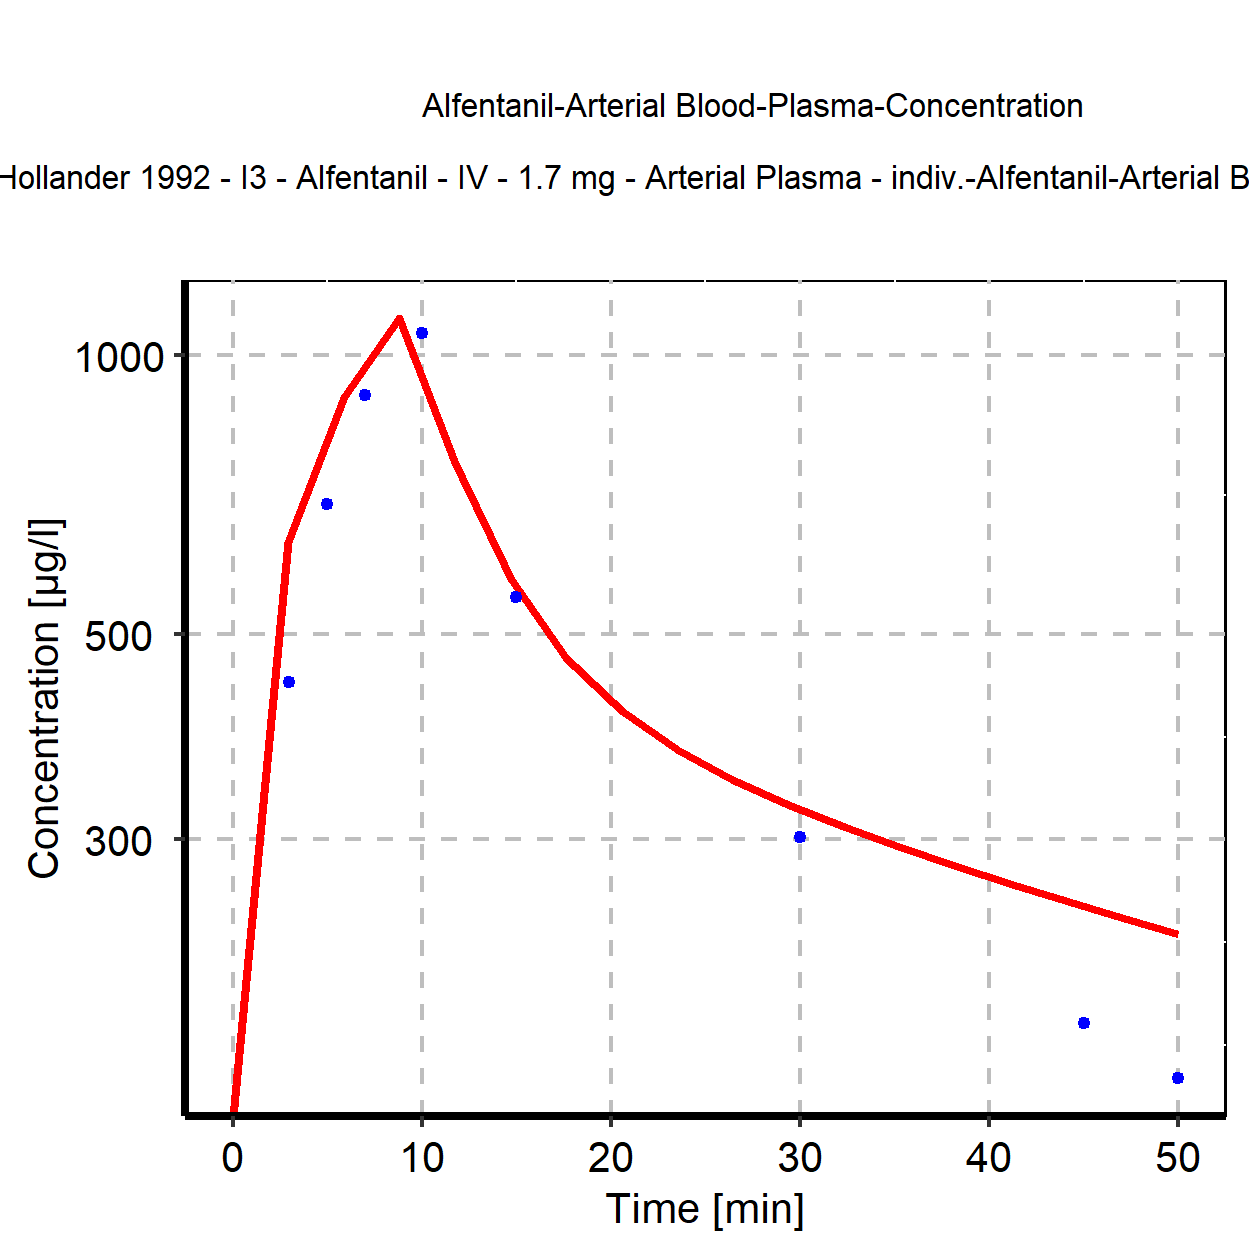 Alfentanil-Arterial Blood-Plasma-Concentration
Hollander 1992 - I3 - Alfentanil - IV - 1.7 mg - Arterial Plasma - indiv.-Alfentanil-Arterial B
1000
500
300
Concentration [µg/l]
0 10 20 30 40 50
Time [min]